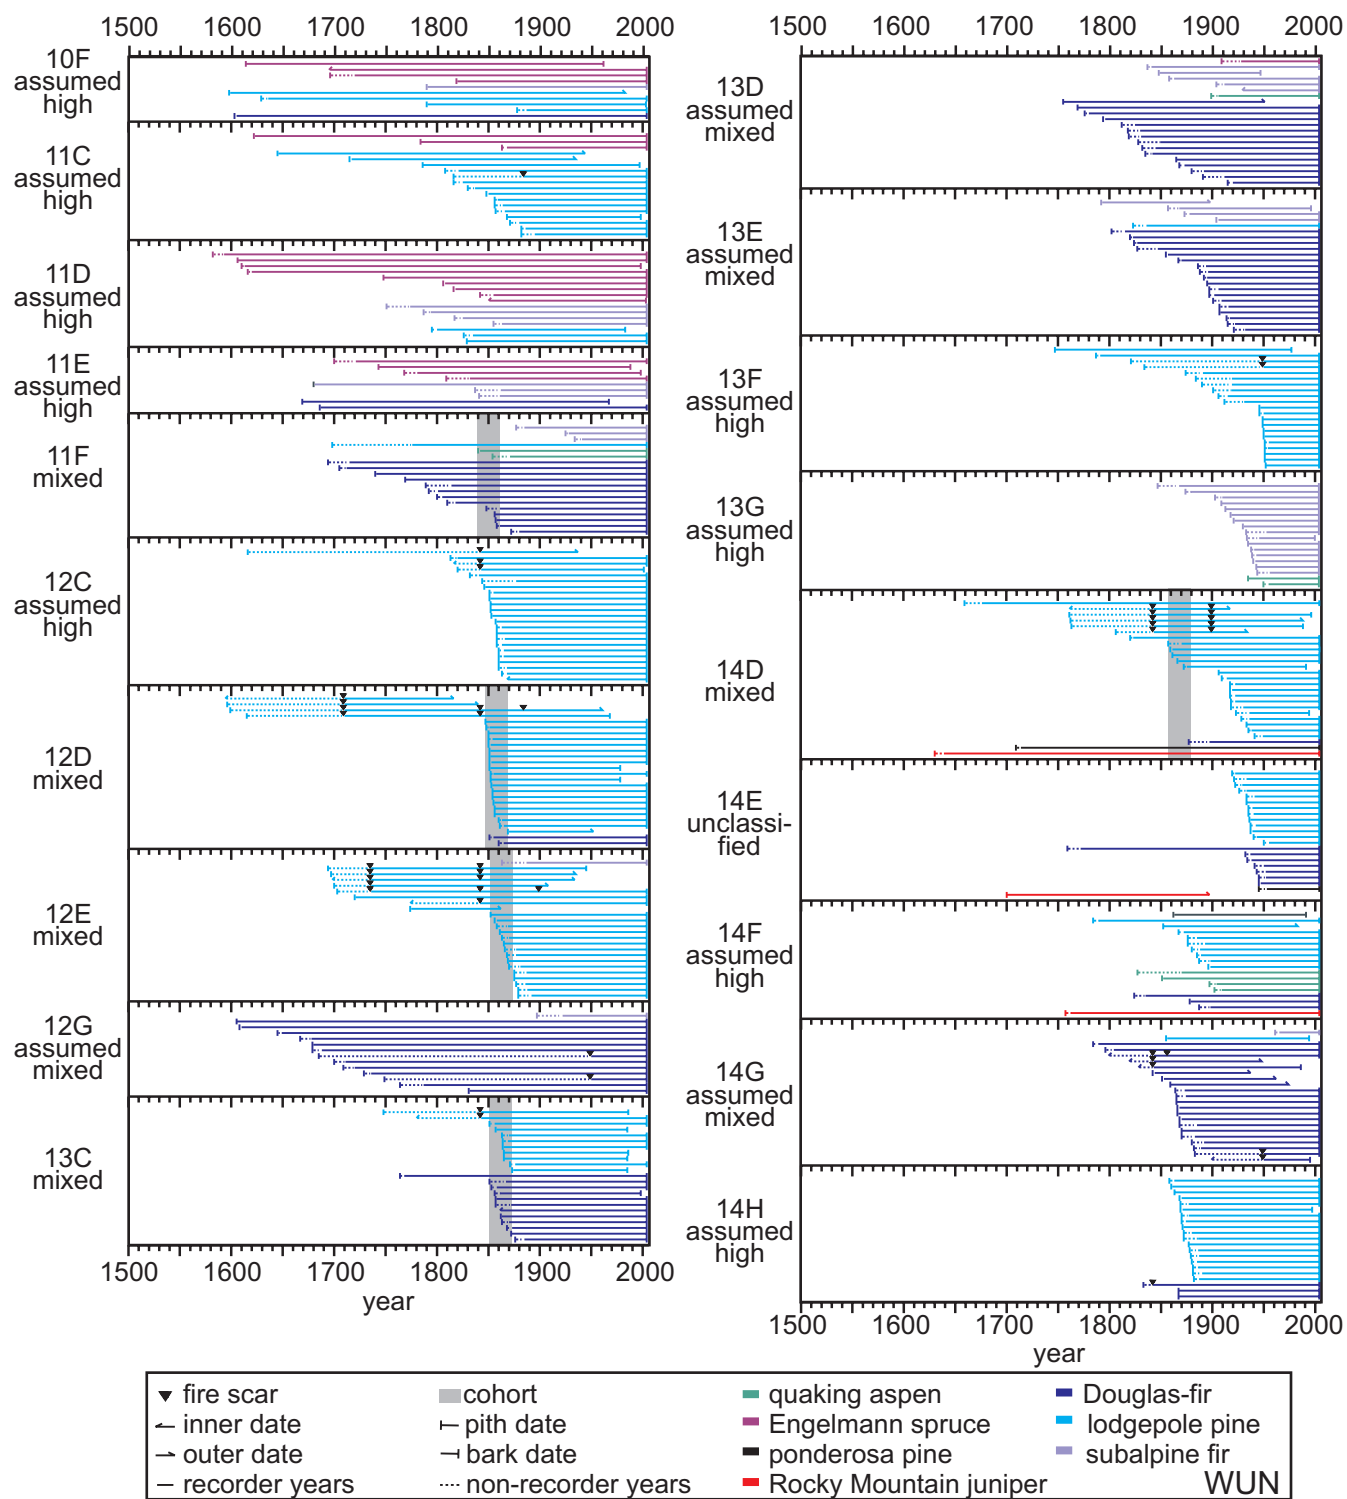 1500 1600 1700 1800 1900 2000
10F
assumed
high
11C
assumed
high
11D
assumed
high
11E
assumed
high
11F
mixed
12C
assumed
high
12D
mixed
12E
mixed
12G
assumed
mixed
13C
mixed
1500 1600 1700 1800 1900 2000
year
1500 1600 1700 1800 1900 2000
13D
assumed
mixed
13E
assumed
mixed
13F
assumed
high
13G
assumed
high
14D
mixed
14E
unclassi-
fied
14F
assumed
high
14G
assumed
mixed
14H
assumed
high
1500 1600 1700 1800 1900 2000
year
fire scar
inner date
outer date
recorder years
cohort
pith date
bark date
non-recorder years
quaking aspen
Engelmann spruce
ponderosa pine
Rocky Mountain juniper
Douglas-fir
lodgepole pine
subalpine fir
WUN